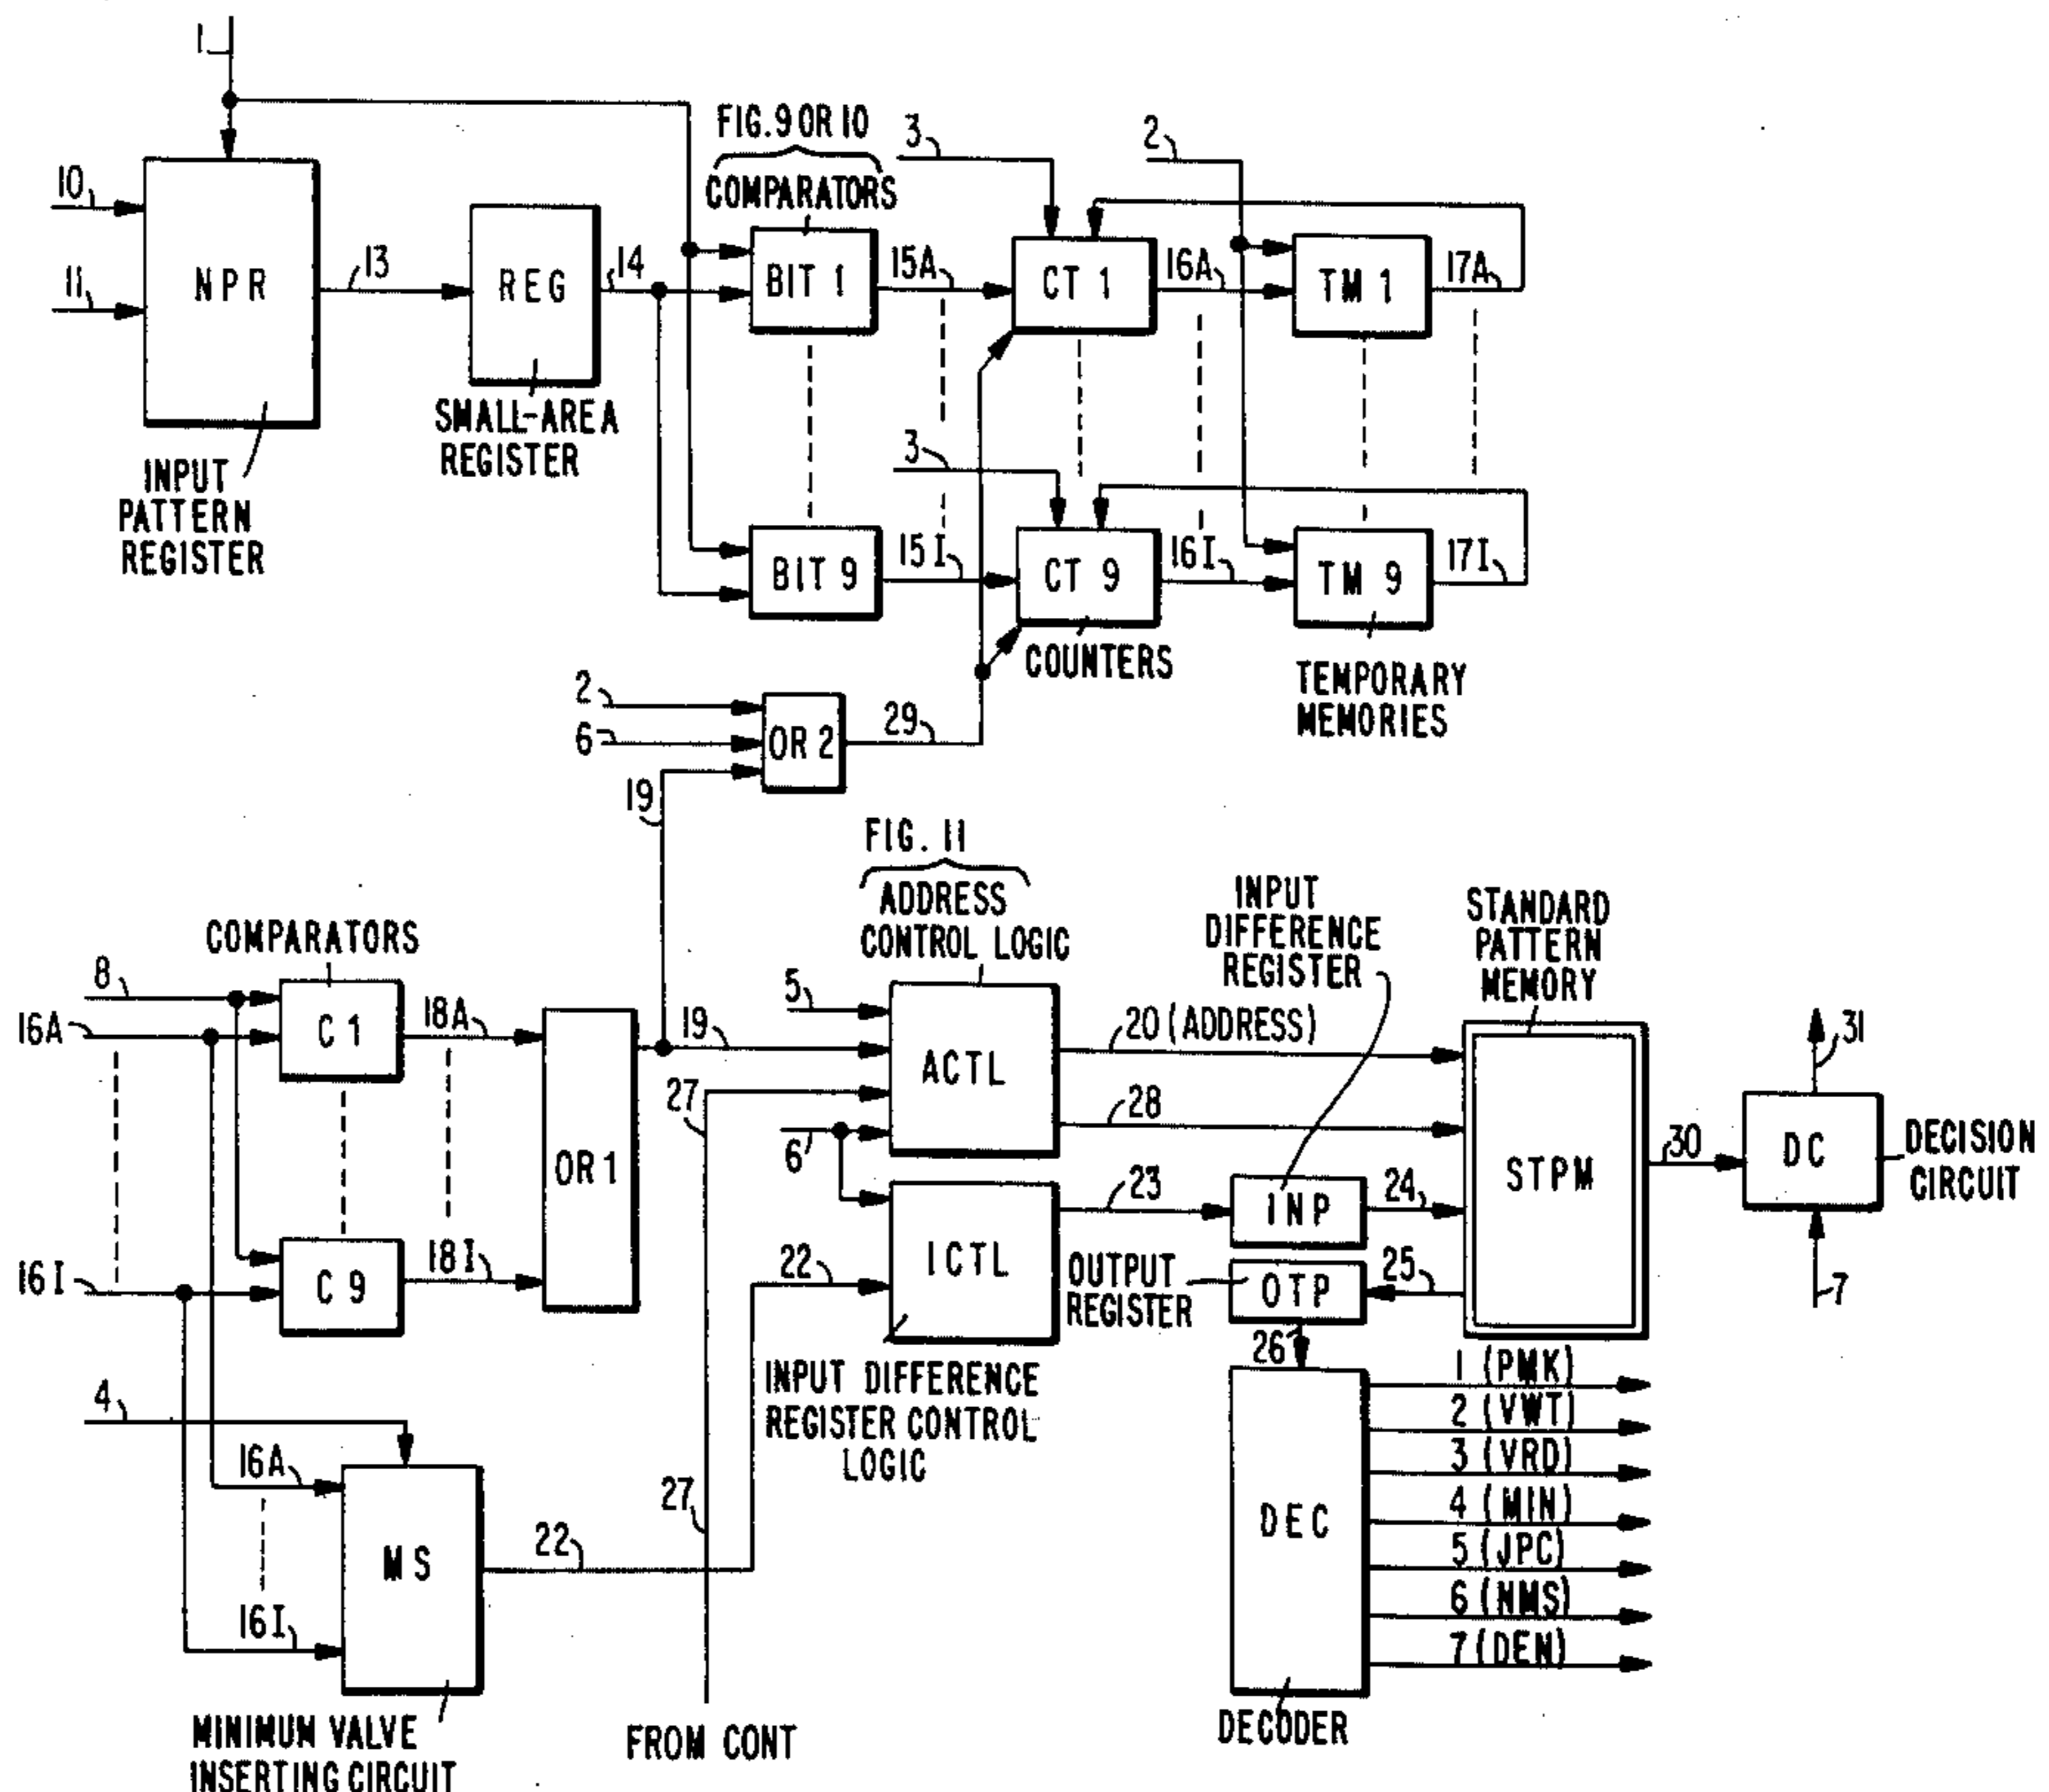 1
FIG. 9 OR 10
COMPARATORS
3
2
10
11
NPR
13
REG
14
BIT 1
15A
CT 1
16A
TM 1
17A
SMALL-AREA
REGISTER
INPUT
PATTERN
REGISTER
3
BIT 9
15I
CT 9
16I
TM 9
17I
COUNTERS
TEMPORARY
MEMORIES
2
6
19
OR 2
29
FIG. 11
ADDRESS
CONTROL LOGIC
INPUT
DIFFERENCE
REGISTER
STANDARD
PATTERN
MEMORY
COMPARATORS
8
16A
C 1
18A
OR 1
19
5
27
6
ACTL
20 (ADDRESS)
28
STPM
31
30
DC
DECISION
CIRCUIT
7
16I
C 9
18I
22
ICTL
23
INP
24
OUTPUT
REGISTER
OTP
25
26
INPUT DIFFERENCE
REGISTER CONTROL
LOGIC
4
16A
16I
MS
22
27
DEC
1 (PMK)
2 (VWT)
3 (VRD)
4 (MIN)
5 (JPC)
6 (NMS)
7 (DEN)
MINIMUM VALVE
INSERTING CIRCUIT
FROM CONT
DECODER